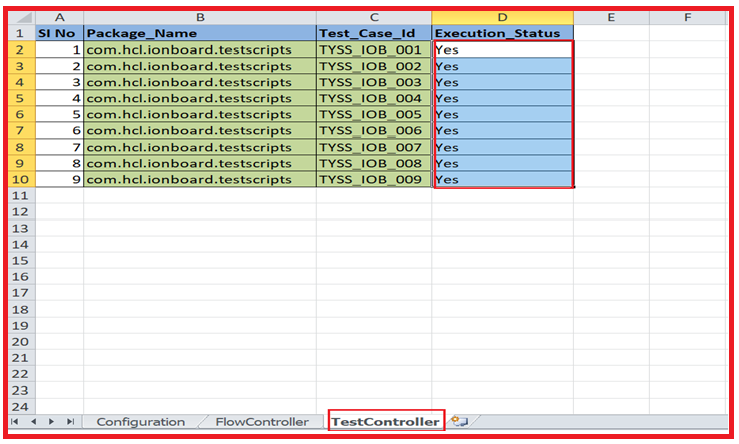 A B C D E F
1 Sl No Package_Name Test_Case_Id Execution_Status
2 1 com.hcl.ionboard.testscripts TYSS_IOB_001 Yes
3 2 com.hcl.ionboard.testscripts TYSS_IOB_002 Yes
4 3 com.hcl.ionboard.testscripts TYSS_IOB_003 Yes
5 4 com.hcl.ionboard.testscripts TYSS_IOB_004 Yes
6 5 com.hcl.ionboard.testscripts TYSS_IOB_005 Yes
7 6 com.hcl.ionboard.testscripts TYSS_IOB_006 Yes
8 7 com.hcl.ionboard.testscripts TYSS_IOB_007 Yes
9 8 com.hcl.ionboard.testscripts TYSS_IOB_008 Yes
10 9 com.hcl.ionboard.testscripts TYSS_IOB_009 Yes
11
12
13
14
15
16
17
18
19
20
21
22
23
24
Configuration FlowController TestController